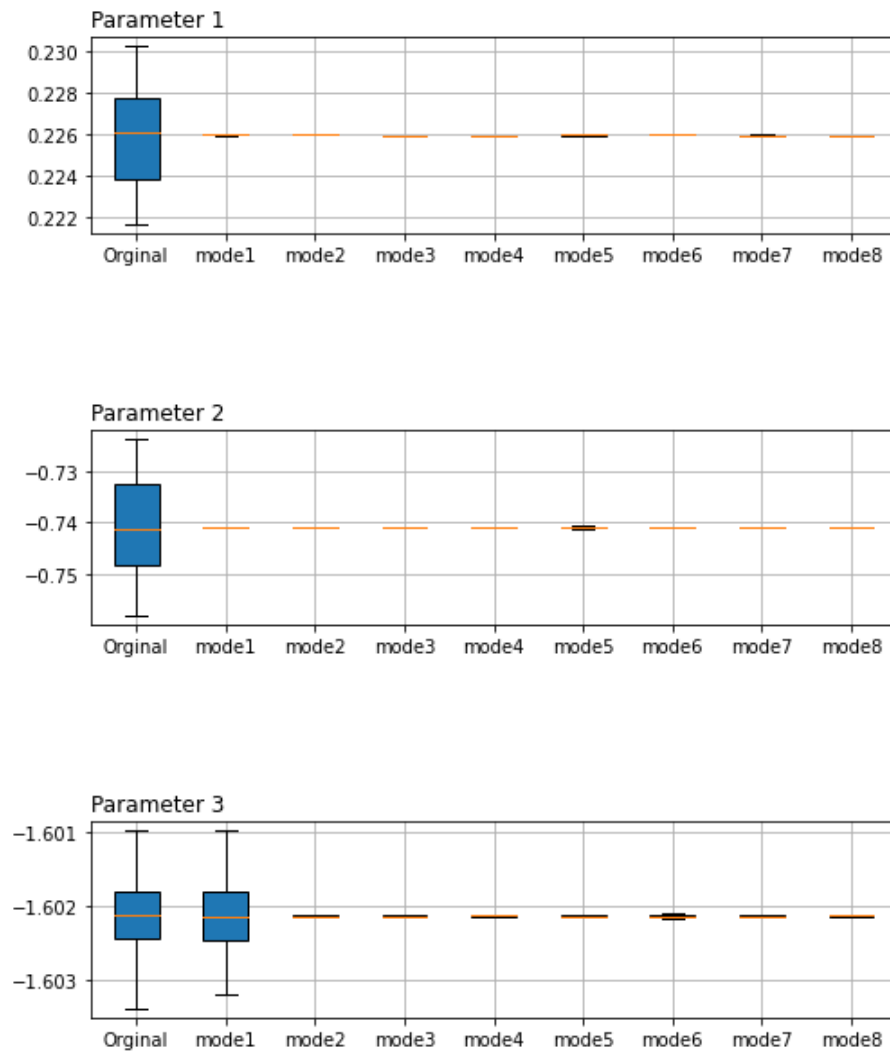 Parameter 1
0.230
0.228
0.226
0.224
0.222
Orginal mode1 mode2 mode3 mode4 mode5 mode6 mode7 mode8
Parameter 2
−0.73
−0.74
−0.75
Orginal mode1 mode2 mode3 mode4 mode5 mode6 mode7 mode8
Parameter 3
−1.601
−1.602
−1.603
Orginal mode1 mode2 mode3 mode4 mode5 mode6 mode7 mode8